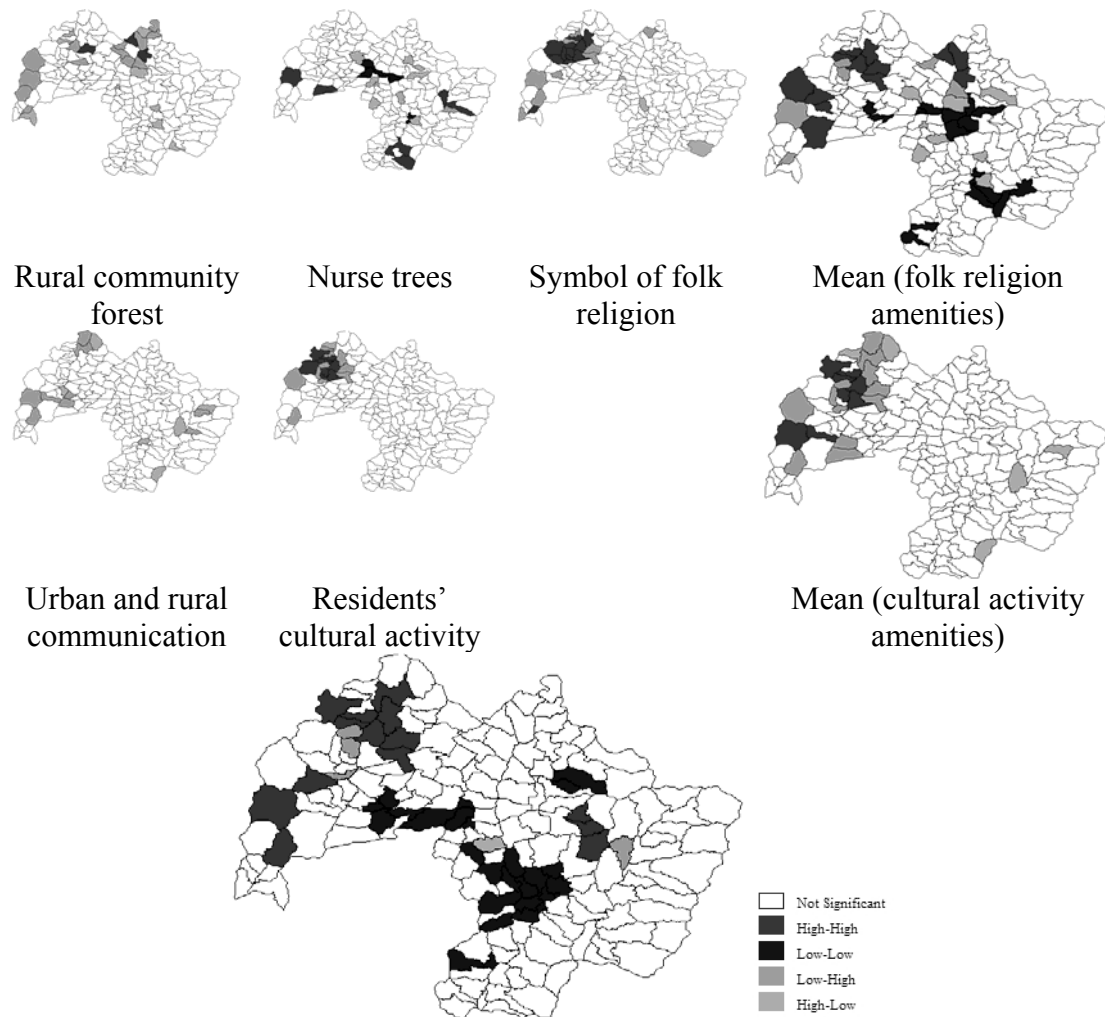 Rural community
forest
Nurse trees
Symbol of folk
religion
Mean (folk religion
amenities)
Urban and rural
communication
Residents’
cultural activity
Mean (cultural activity
amenities)
Not Significant
High-High
Low-Low
Low-High
High-Low